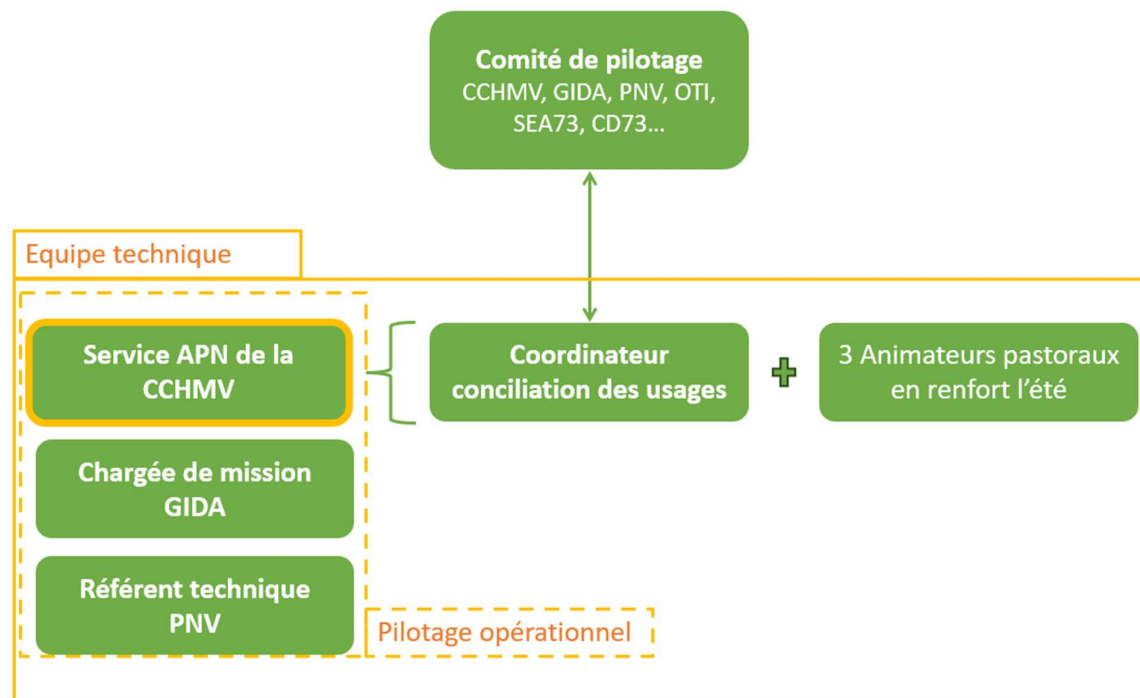 Comité de pilotage
CCHMV, GIDA, PNV, OTI,
SEA73, CD73...
Equipe technique
Service APN de la
CCHMV
Coordinateur
conciliation des usages
3 Animateurs pastoraux
en renfort l’été
Chargée de mission
GIDA
Référent technique
PNV
Pilotage opérationnel